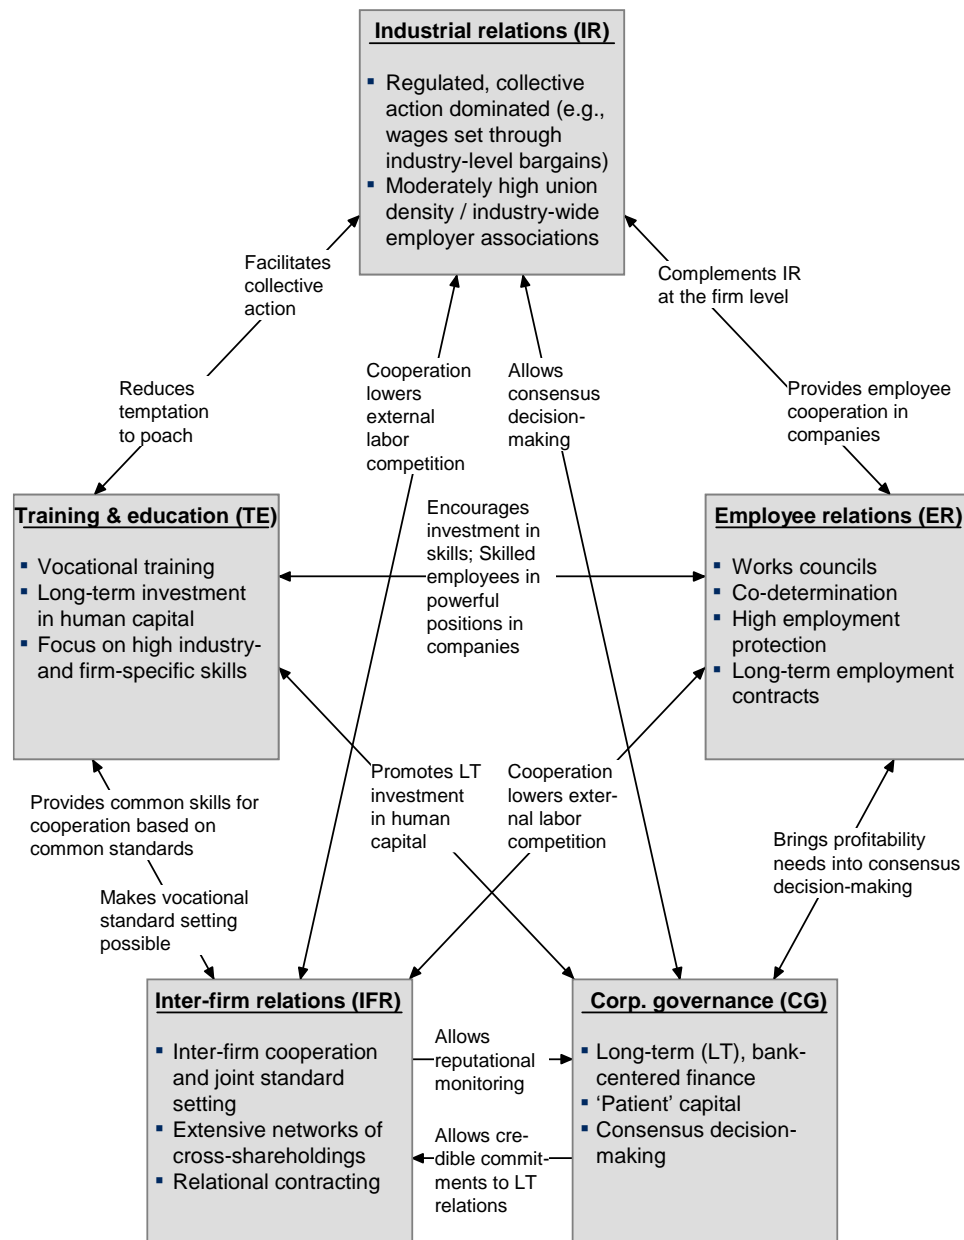 Industrial relations (IR)
▪ Regulated, collective
action dominated (e.g.,
wages set through
industry-level bargains)
▪ Moderately high union
density / industry-wide
employer associations
Facilitates
collective
action
Complements IR
at the firm level
Cooperation
lowers
external
labor
competition
Allows
consensus
decision-
making
Reduces
temptation
to poach
Provides employee
cooperation in
companies
Training & education (TE)
▪ Vocational training
▪ Long-term investment
in human capital
▪ Focus on high industry-
and firm-specific skills
Encourages
investment in
skills; Skilled
employees in
powerful
positions in
companies
Employee relations (ER)
▪ Works councils
▪ Co-determination
▪ High employment
protection
▪ Long-term employment
contracts
Provides common skills for
cooperation based on
common standards
Makes vocational
standard setting
possible
Promotes LT
investment
in human
capital
Cooperation
lowers exter-
nal labor
competition
Brings profitability
needs into consensus
decision-making
Inter-firm relations (IFR)
▪ Inter-firm cooperation
and joint standard
setting
▪ Extensive networks of
cross-shareholdings
▪ Relational contracting
Allows
reputational
monitoring
Allows cre-
dible commit-
ments to LT
relations
Corp. governance (CG)
▪ Long-term (LT), bank-
centered finance
▪ ‘Patient’ capital
▪ Consensus decision-
making